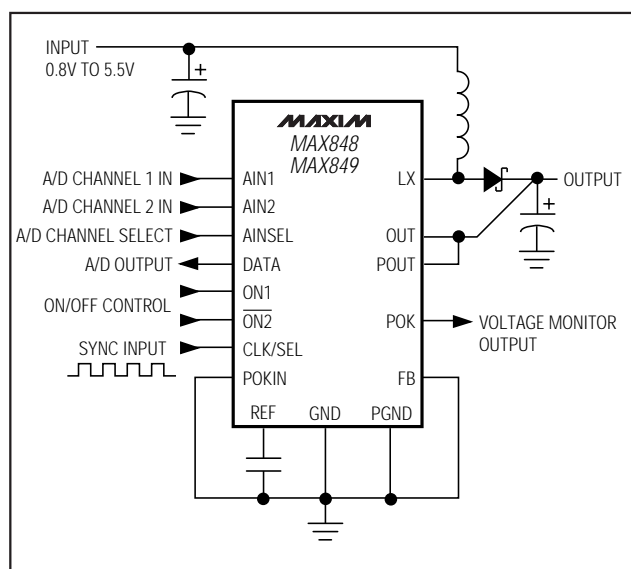 INPUT
0.8V TO 5.5V
+
MAXIM
MAX848
MAX849
A/D CHANNEL 1 IN
AIN1
LX
OUTPUT
A/D CHANNEL 2 IN
AIN2
+
A/D CHANNEL SELECT
AINSEL
OUT
A/D OUTPUT
DATA
POUT
ON/OFF CONTROL
ON1
ON2
POK
VOLTAGE MONITOR
OUTPUT
SYNC INPUT
CLK/SEL
POKIN
FB
REF
GND
PGND